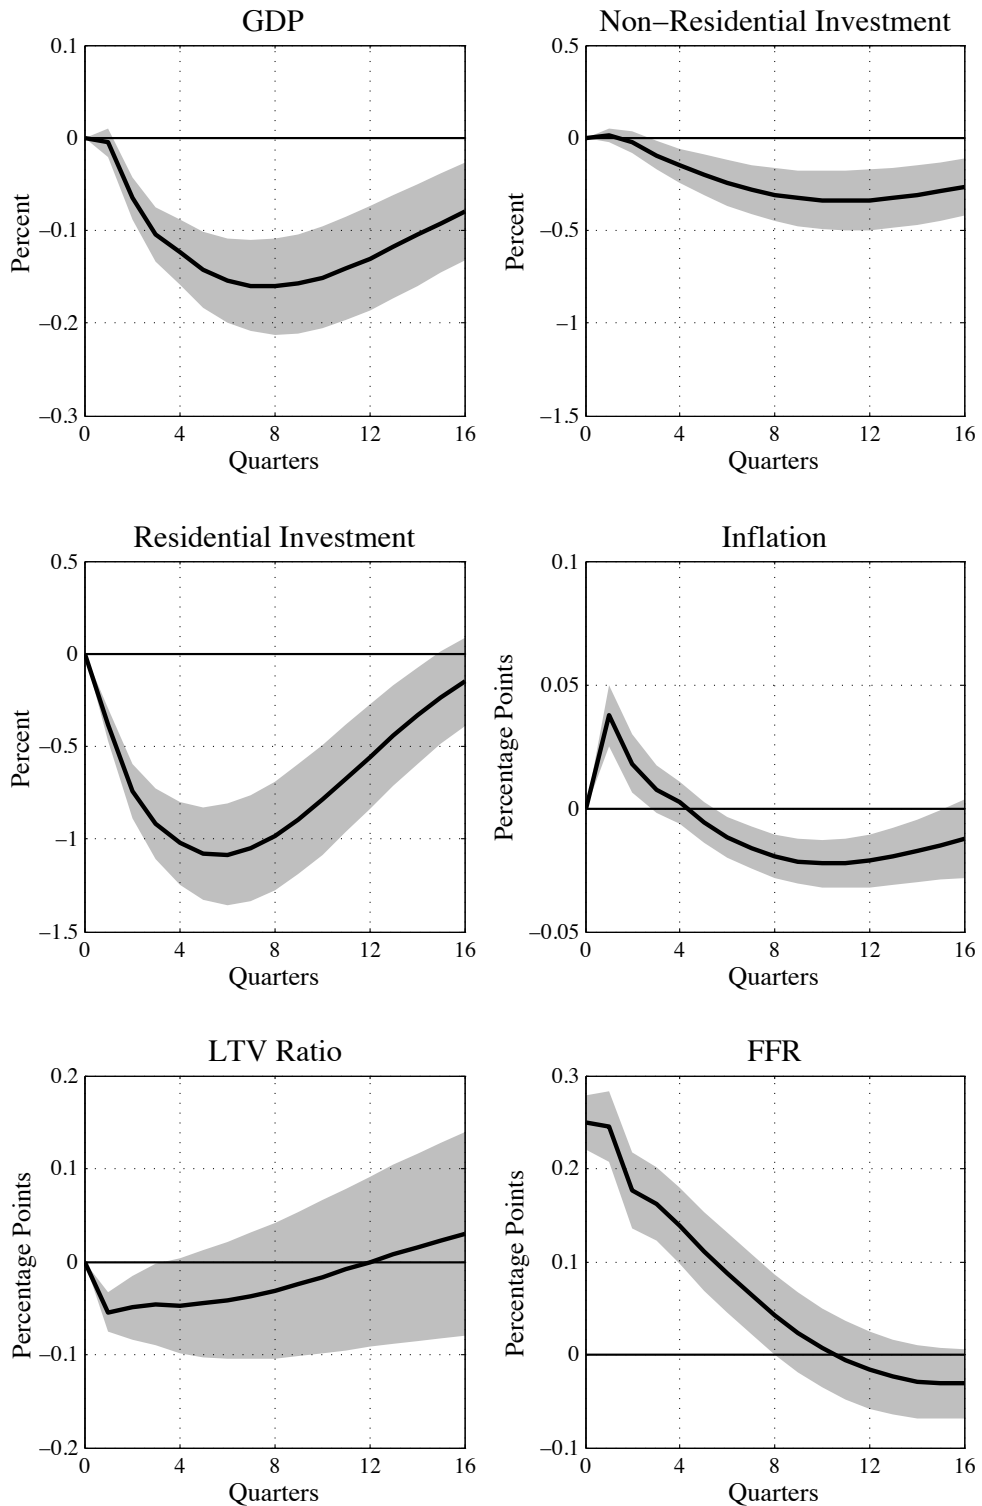 GDP
0.1
0
−0.1
−0.2
−0.3
Percent
0 4 8 12 16
Quarters
Non−Residential Investment
0.5
0
−0.5
−1
−1.5
Percent
0 4 8 12 16
Quarters
Residential Investment
0.5
0
−0.5
−1
−1.5
Percent
0 4 8 12 16
Quarters
Inflation
0.1
0.05
0
−0.05
Percentage Points
0 4 8 12 16
Quarters
LTV Ratio
0.2
0.1
0
−0.1
−0.2
Percentage Points
0 4 8 12 16
Quarters
FFR
0.3
0.2
0.1
0
−0.1
Percentage Points
0 4 8 12 16
Quarters